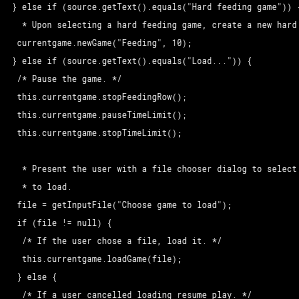 } else if (source.getText().equals("Hard feeding game")) {
* Upon selecting a hard feeding game, create a new hard
currentgame.newGame("Feeding", 10);
} else if (source.getText().equals("Load...")) {
/* Pause the game. */
this.currentgame.stopFeedingRow();
this.currentgame.pauseTimeLimit();
this.currentgame.stopTimeLimit();
* Present the user with a file chooser dialog to select
* to load.
file = getInputFile("Choose game to load");
if (file != null) {
/* If the user chose a file, load it. */
this.currentgame.loadGame(file);
} else {
/* If a user cancelled loading resume play. */